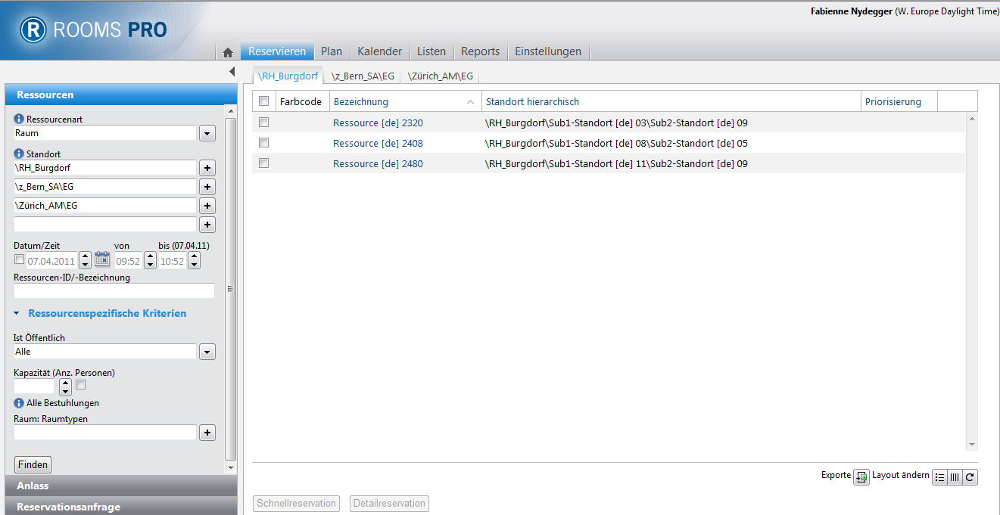 Fabienne Nydegger (W. Europe Daylight Time)
R ROOMS PRO
Reservieren Plan Kalender Listen Reports Einstellungen
\RH_Burgdorf \z_Bern_SA\EG \Zürich_AM\EG
Ressourcen
Ressourcenart
Raum
Standort
\RH_Burgdorf
\z_Bern_SA\EG
\Zürich_AM\EG
Datum/Zeit von bis (07.04.11)
07.04.2011 09:52 10:52
Ressourcen-ID/-Bezeichnung
Ressourcenspezifische Kriterien
Ist Öffentlich
Alle
Kapazität (Anz. Personen)
Alle Bestuhlungen
Raum: Raumtypen
Finden
Anlass
Reservationsanfrage
Farbcode Bezeichnung Standort hierarchisch Priorisierung
Ressource [de] 2320 \RH_Burgdorf\Sub1-Standort [de] 03\Sub2-Standort [de] 09
Ressource [de] 2408 \RH_Burgdorf\Sub1-Standort [de] 08\Sub2-Standort [de] 05
Ressource [de] 2480 \RH_Burgdorf\Sub1-Standort [de] 11\Sub2-Standort [de] 09
Exporte Layout ändern
Schnellreservation Detailreservation